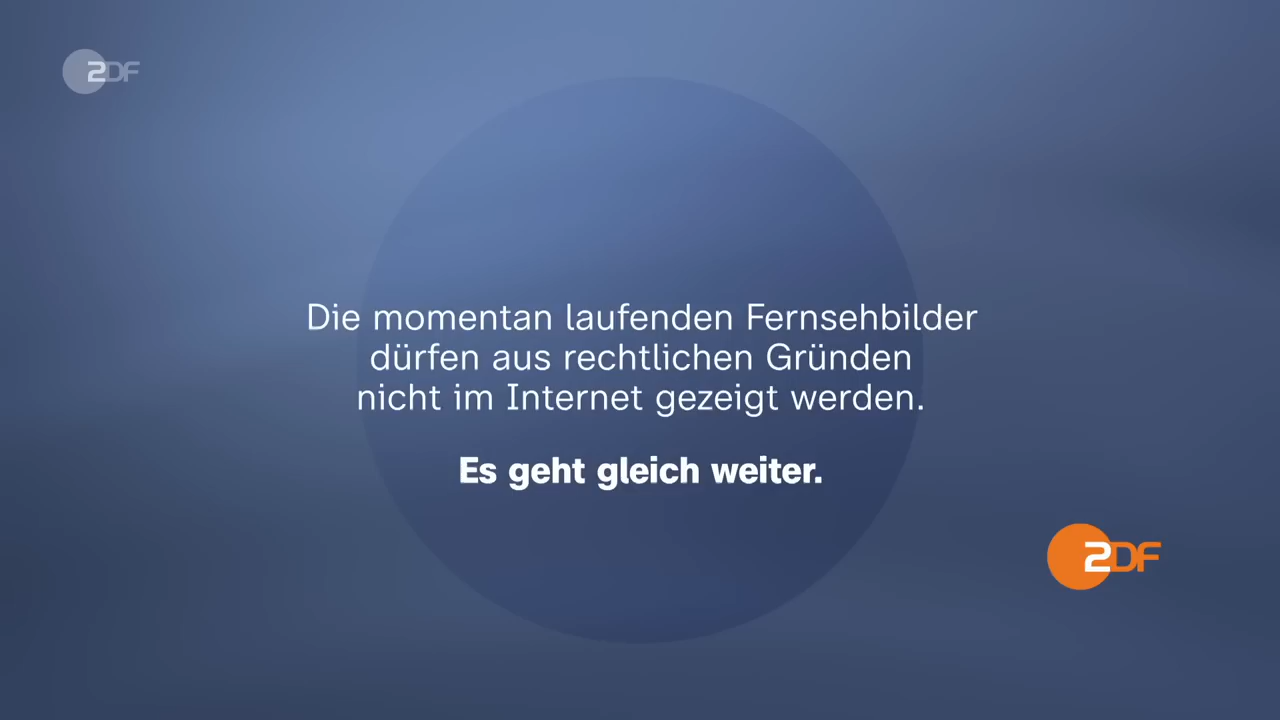 ZDF
Die momentan laufenden Fernsehbilder
dürfen aus rechtlichen Gründen
nicht im Internet gezeigt werden.
Es geht gleich weiter.
ZDF